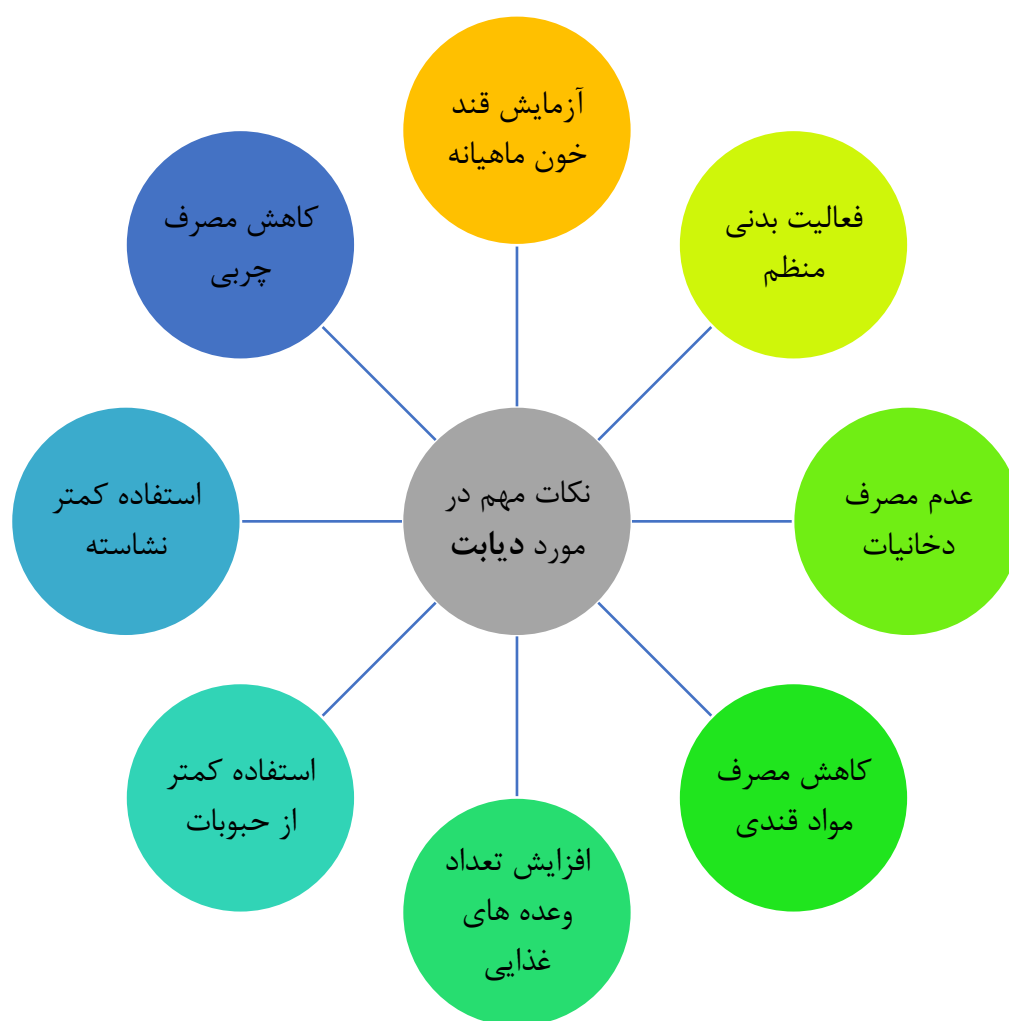 آزمایش قند
خون ماهیانه
فعالیت بدنی
منظم
عدم مصرف
دخانیات
کاهش مصرف
مواد قندی
افزایش تعداد
وعده های
غذایی
استفاده کمتر
از حبوبات
استفاده کمتر
نشاسته
کاهش مصرف
چربی
نکات مهم در
مورد دیابت